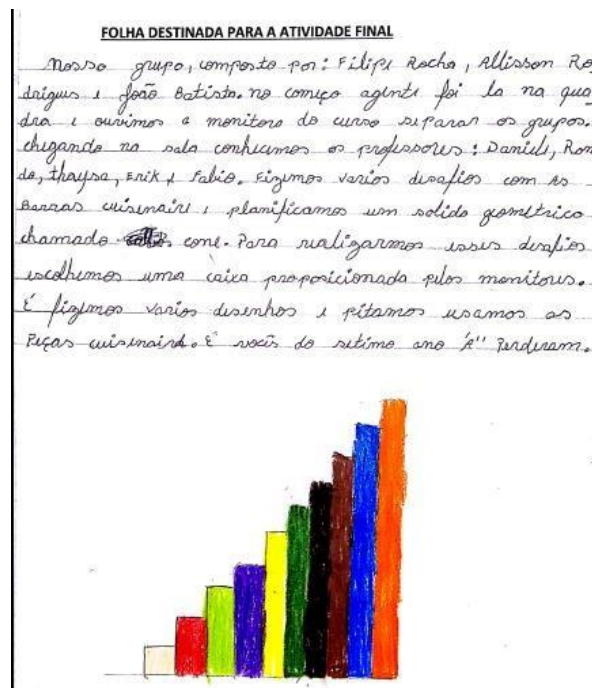 FOLHA DESTINADA PARA A ATIVIDADE FINAL
Nosso grupo, composto por: Filipe Rocha, Allisson Ro
drigues e João Batista. no começo agente foi la na qua
dra e ouvimos a monitora do curso separar os grupos.
chegando na sala conhecemos os professores: Daniele, Ron
do, thaysa, Erik e Fabio. Fizemos varios desafios com As
Barras cuisenaire, planificamos um solido geometrico
chamado cone. Para realizarmos esses desafios
escolhemos uma caixa proposicionada pelos monitores.
E fizemos varios desenhos e pitamos usamos as
Peças cuisenaire. E vocês do setimo ano "A" Perderam.